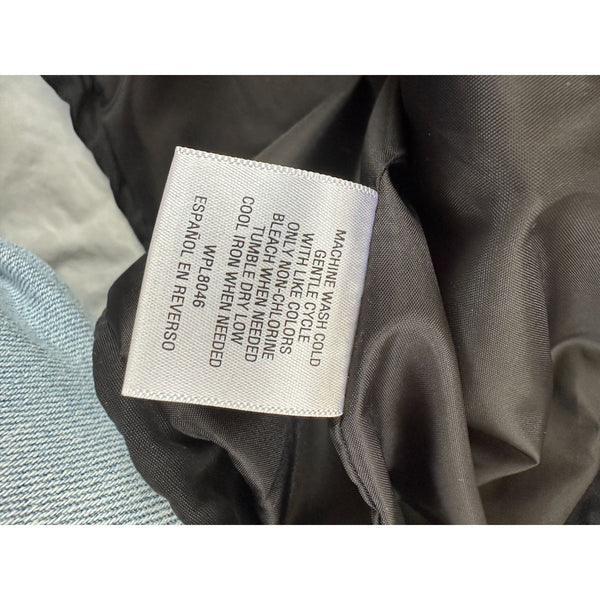 MACHINE WASH COLD
GENTLE CYCLE
WITH LIKE COLORS
ONLY NON-CHLORINE
BLEACH WHEN NEEDED
TUMBLE DRY LOW
COOL IRON WHEN NEEDED
WPL8046
ESPAÑOL EN REVERSO